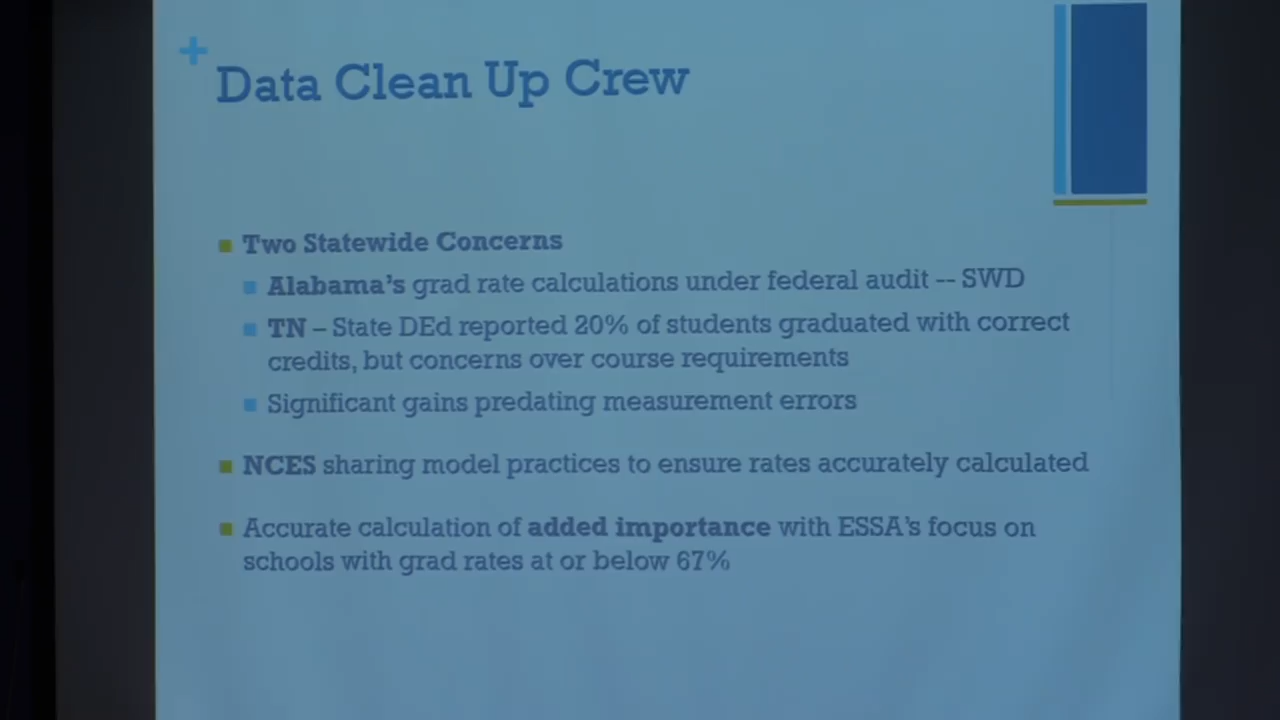 +
Data Clean Up Crew
Two Statewide Concerns
Alabama's grad rate calculations under federal audit -- SWD
TN – State DEd reported 20% of students graduated with correct
credits, but concerns over course requirements
Significant gains predating measurement errors
NCES sharing model practices to ensure rates accurately calculated
Accurate calculation of added importance with ESSA's focus on
schools with grad rates at or below 67%